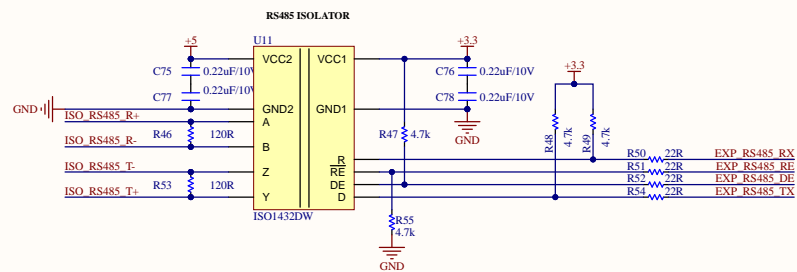 RS485 ISOLATOR
+5
U11
+3.3
VCC2
VCC1
C75
0.22uF/10V
C76
0.22uF/10V
+3.3
C77
0.22uF/10V
C78
0.22uF/10V
GND
GND2
GND1
ISO_RS485_R+
A
R46
120R
R47
4.7k
GND
R48
4.7k
R49
4.7k
ISO_RS485_R-
B
R
R50
22R
EXP_RS485_RX
ISO_RS485_T-
Z
RE
R51
22R
EXP_RS485_RE
R53
120R
DE
R52
22R
EXP_RS485_DE
ISO_RS485_T+
Y
D
R54
22R
EXP_RS485_TX
ISO1432DW
R55
4.7k
GND